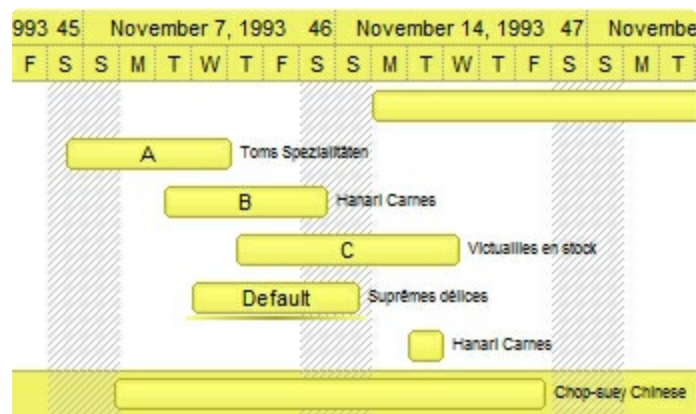 993 45 November 7, 1993 46 November 14, 1993 47 Novembe
F S S M T W T F S S M T W T F S S M T
A Toms Spezialitäten
B Hanari Carnes
C Victuailles en stock
Default Suprêmes délices
Hanari Carnes
Chop-suey Chinese